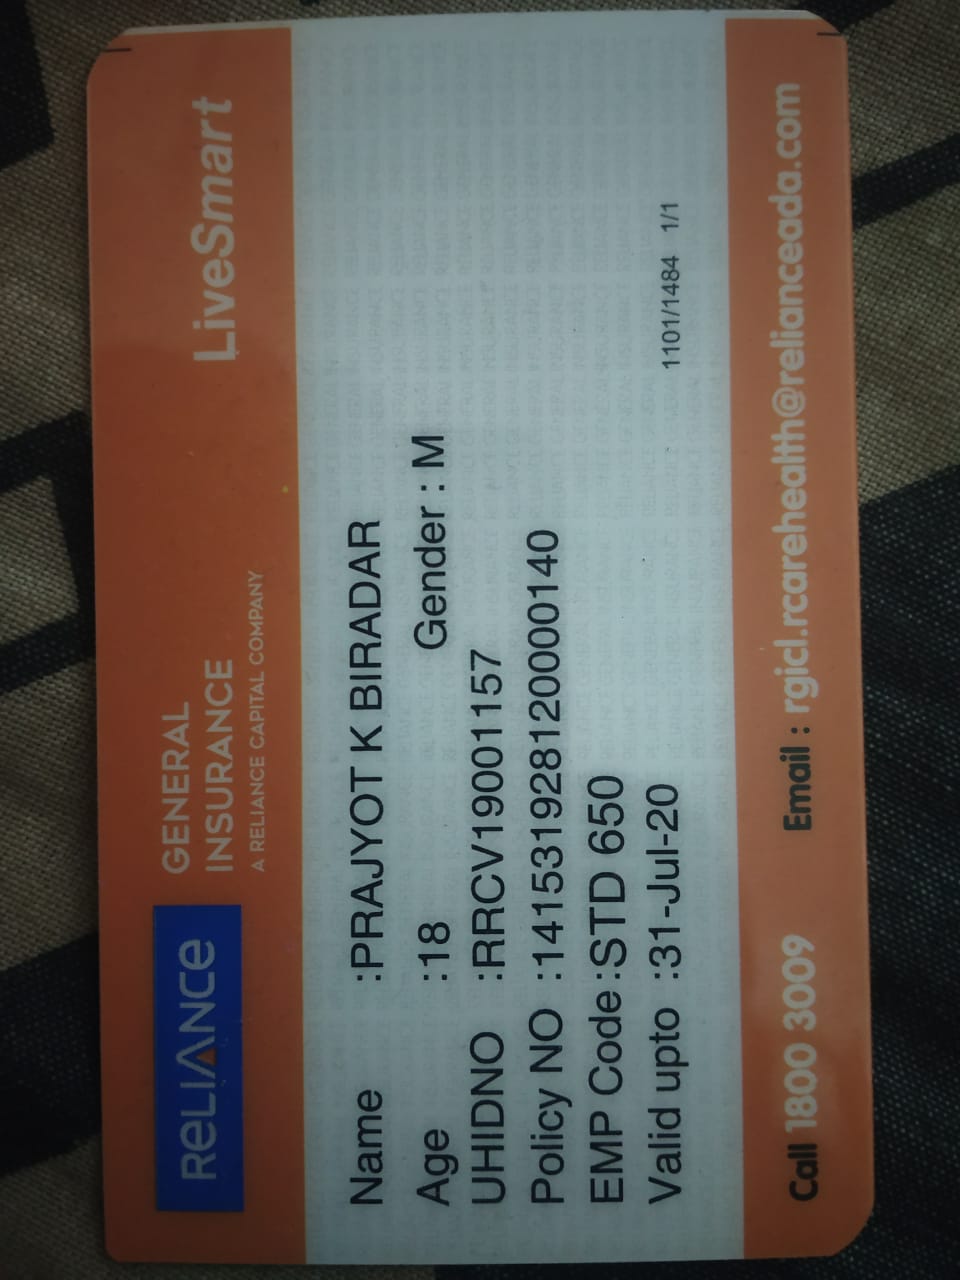 RELIANCE GENERAL INSURANCE LiveSmart
A RELIANCE CAPITAL COMPANY
Name :PRAJYOT K BIRADAR
Age :18 Gender : M
UHIDNO :RRCV19001157
Policy NO :141531928120000140
EMP Code :STD 650
Valid upto :31-Jul-20 1101/1484 1/1
Call 1800 3009 Email : rgicl.rcarehealth@relianceada.com